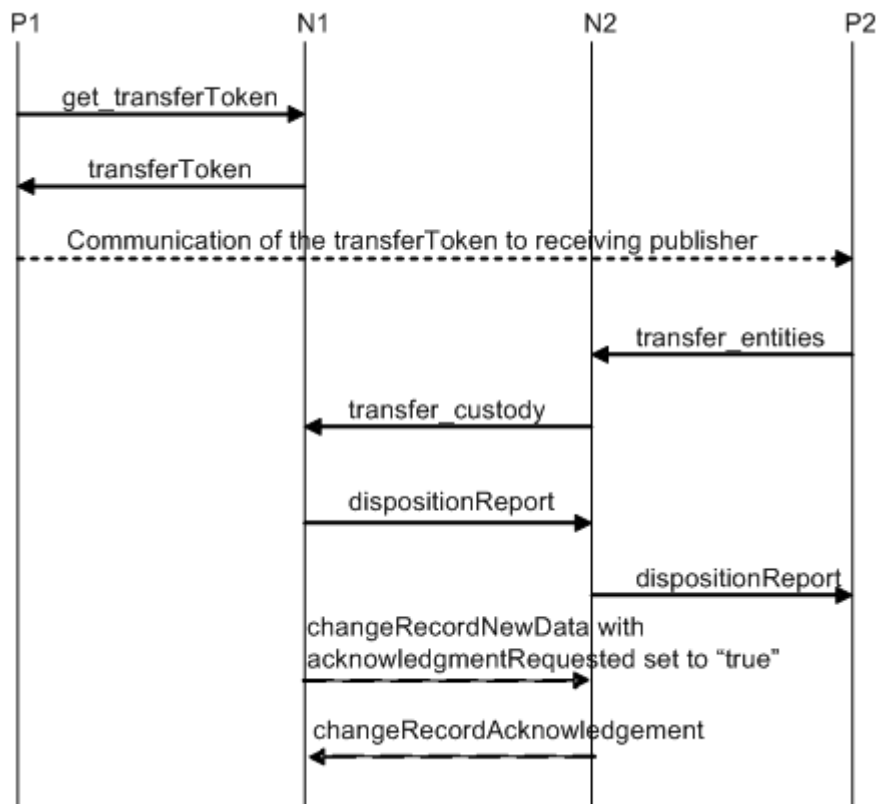 P1 N1 N2 P2
get_transferToken
transferToken
Communication of the transferToken to receiving publisher
transfer_entities
transfer_custody
dispositionReport
dispositionReport
changeRecordNewData with
acknowledgmentRequested set to “true”
changeRecordAcknowledgement